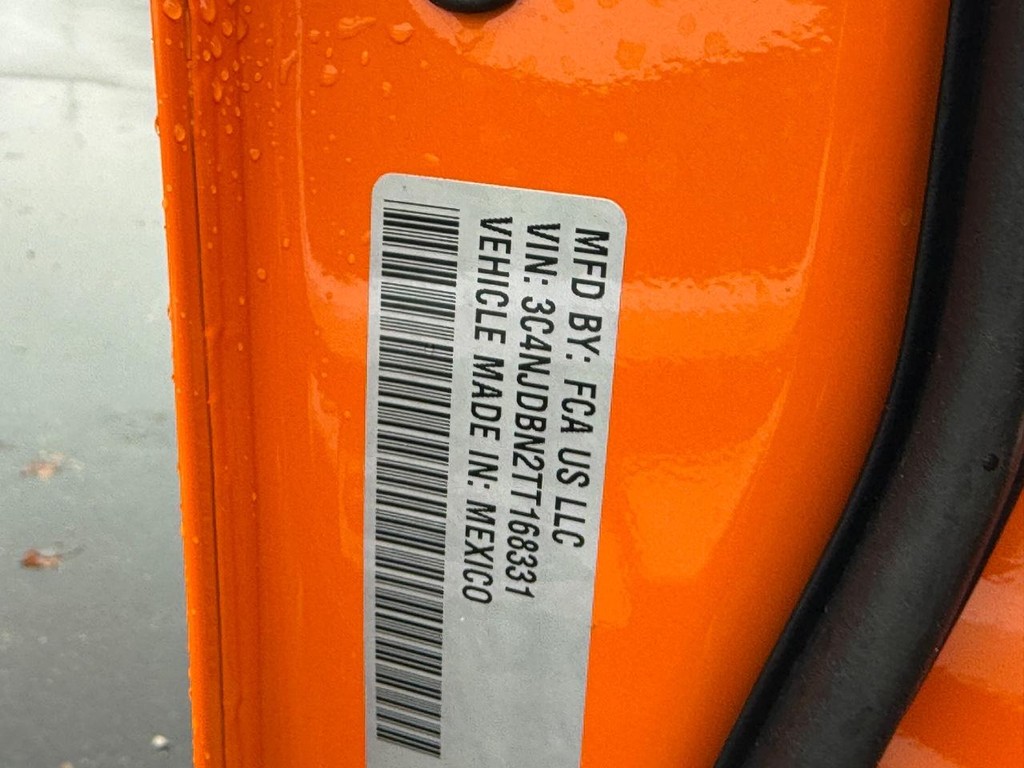 MFD BY: FCA US LLC
VIN: 3C4NJDBN2TT168331
VEHICLE MADE IN: MEXICO